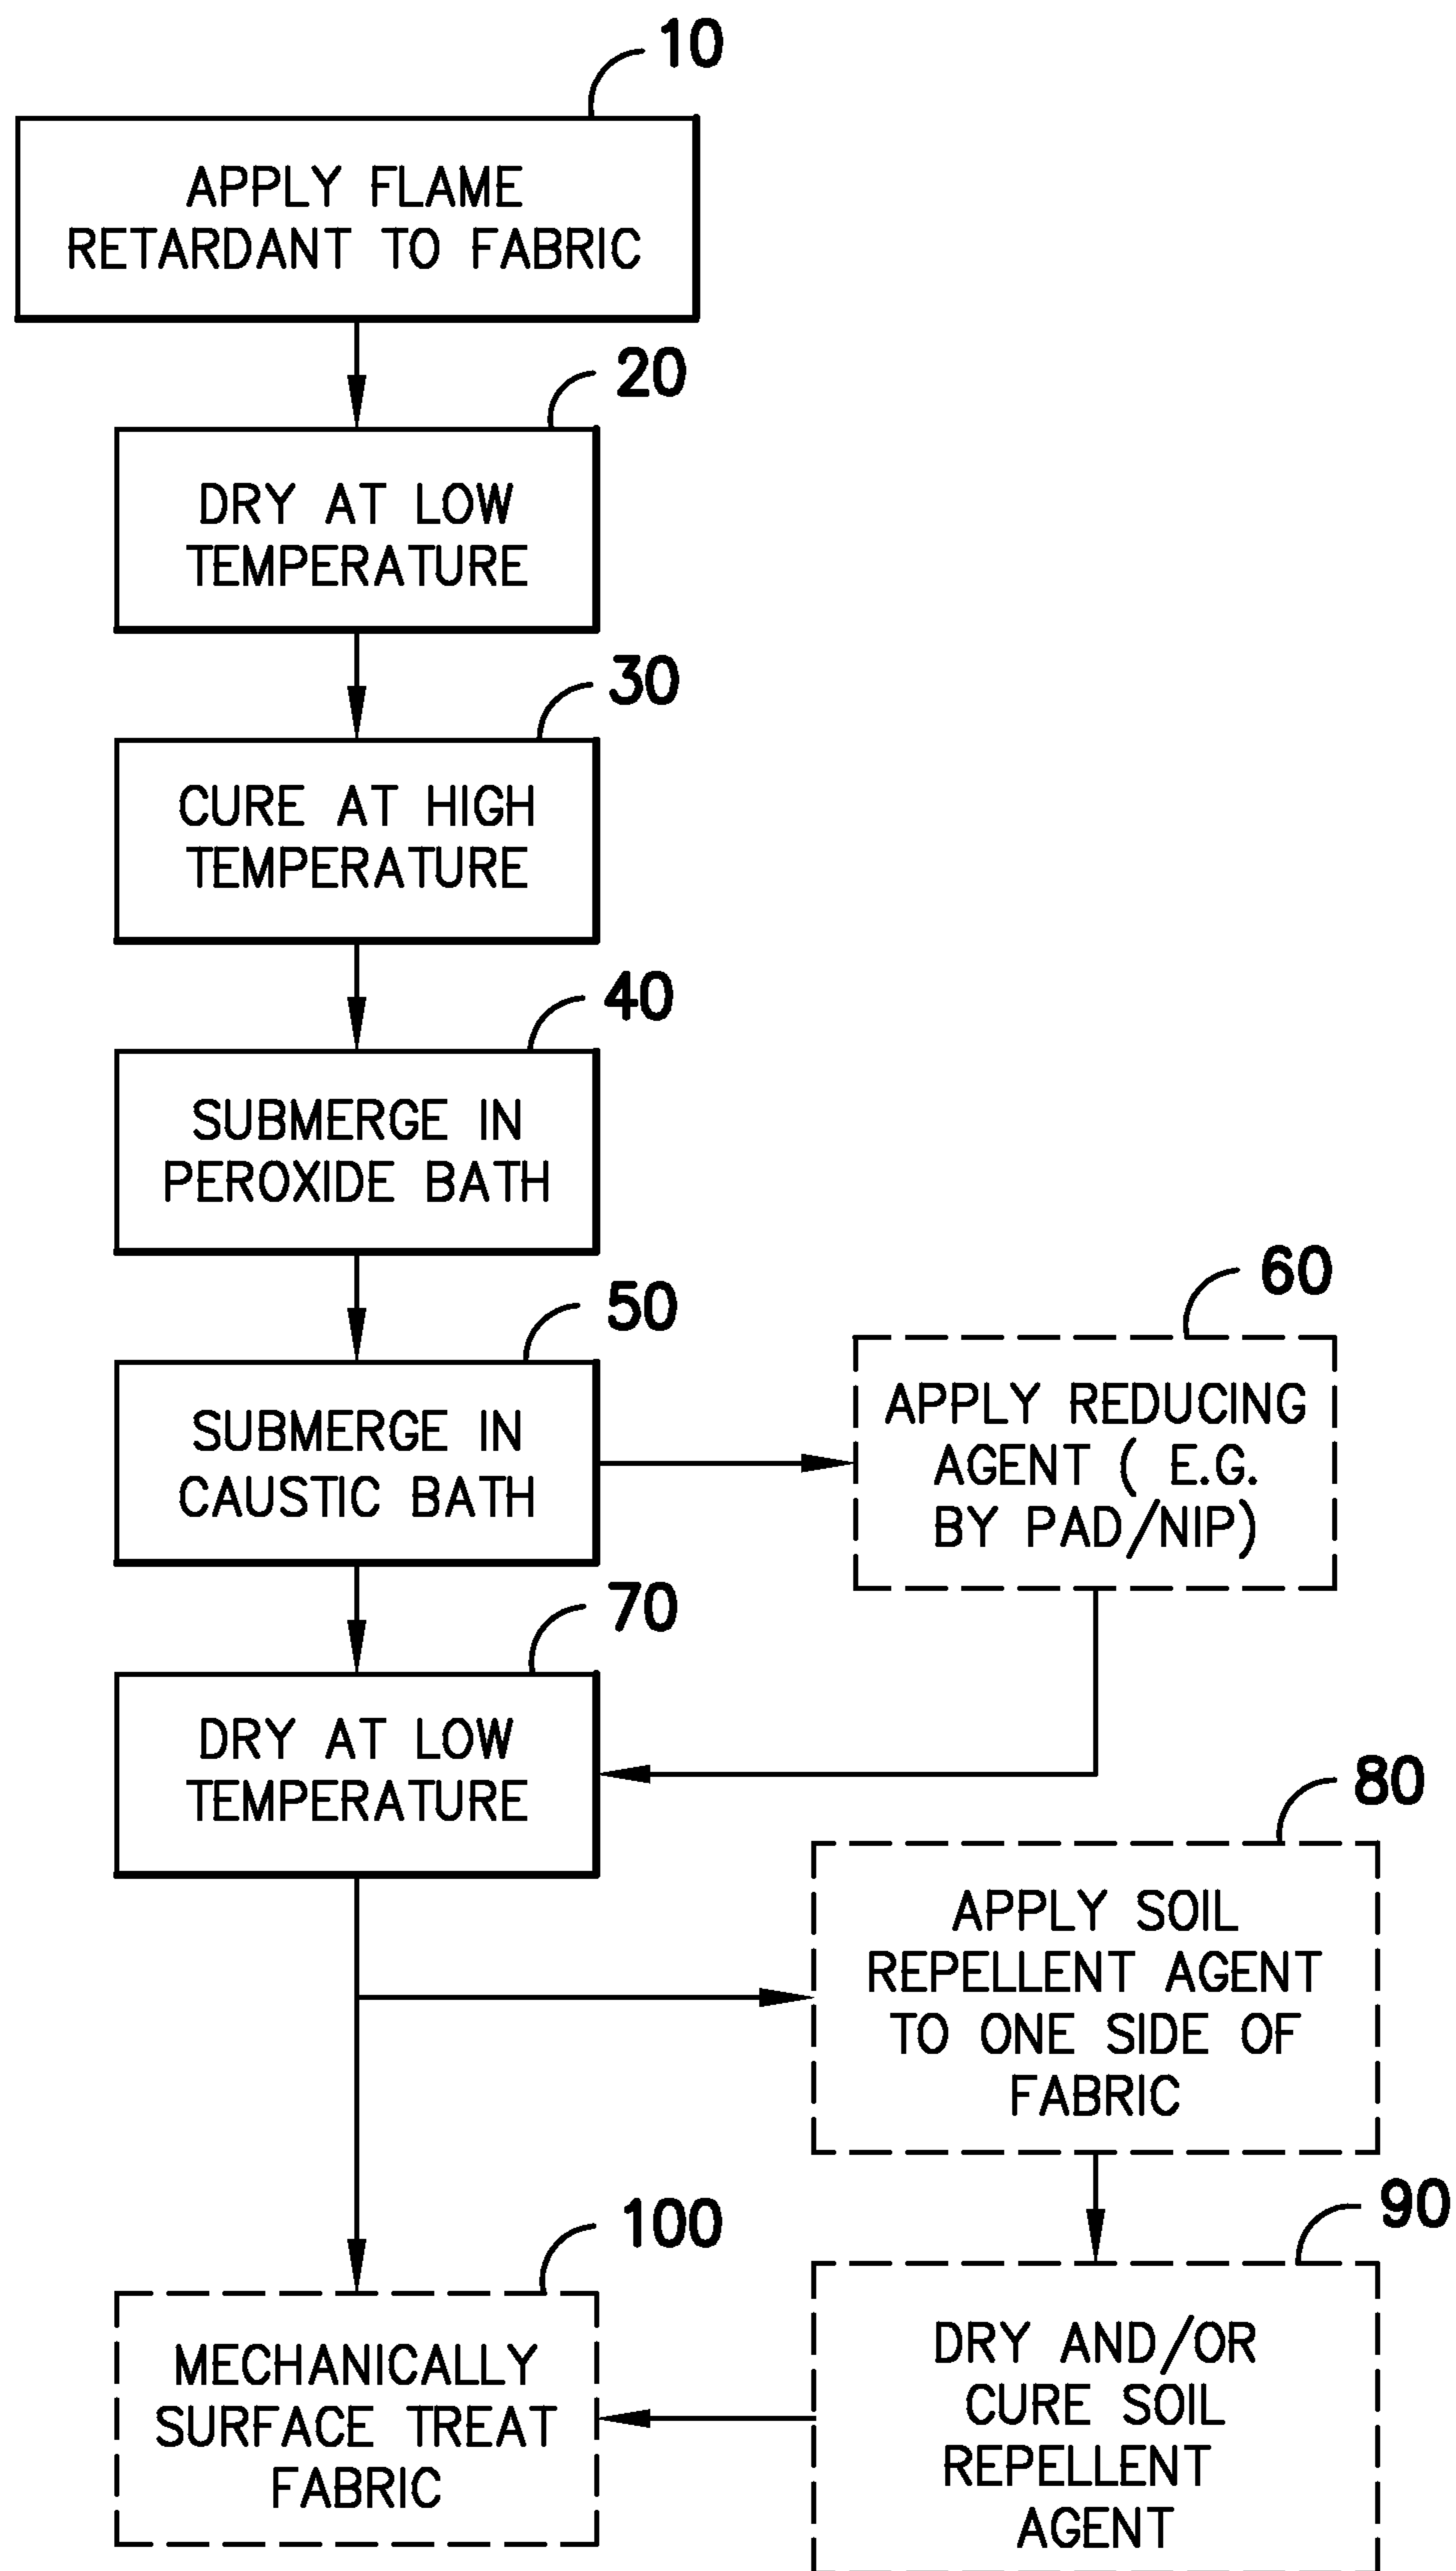 10
APPLY FLAME
RETARDANT TO FABRIC
20
DRY AT LOW
TEMPERATURE
30
CURE AT HIGH
TEMPERATURE
40
SUBMERGE IN
PEROXIDE BATH
50
SUBMERGE IN
CAUSTIC BATH
60
APPLY REDUCING
AGENT ( E.G.
BY PAD/NIP)
70
DRY AT LOW
TEMPERATURE
80
APPLY SOIL
REPELLENT AGENT
TO ONE SIDE OF
FABRIC
90
DRY AND/OR
CURE SOIL
REPELLENT
AGENT
100
MECHANICALLY
SURFACE TREAT
FABRIC